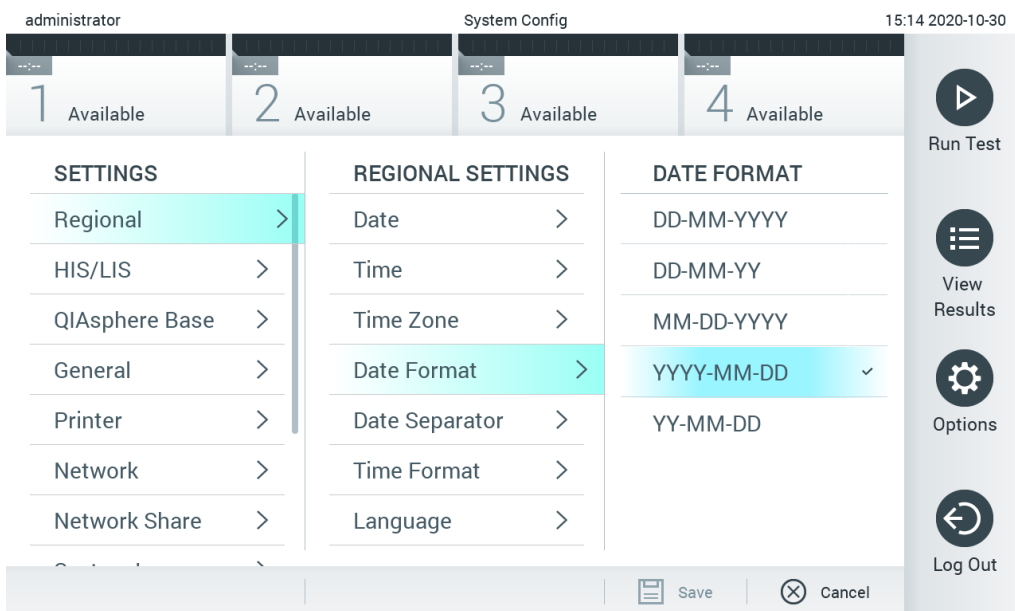 administrator
System Config
15:14 2020-10-30
--:--
--:--
--:--
--:--
1 Available
2 Available
3 Available
4 Available
Run Test
SETTINGS
Regional
HIS/LIS
QIAsphere Base
General
Printer
Network
Network Share
REGIONAL SETTINGS
Date
Time
Time Zone
Date Format
Date Separator
Time Format
Language
DATE FORMAT
DD-MM-YYYY
DD-MM-YY
MM-DD-YYYY
YYYY-MM-DD
YY-MM-DD
View
Results
Options
Log Out
Save
Cancel